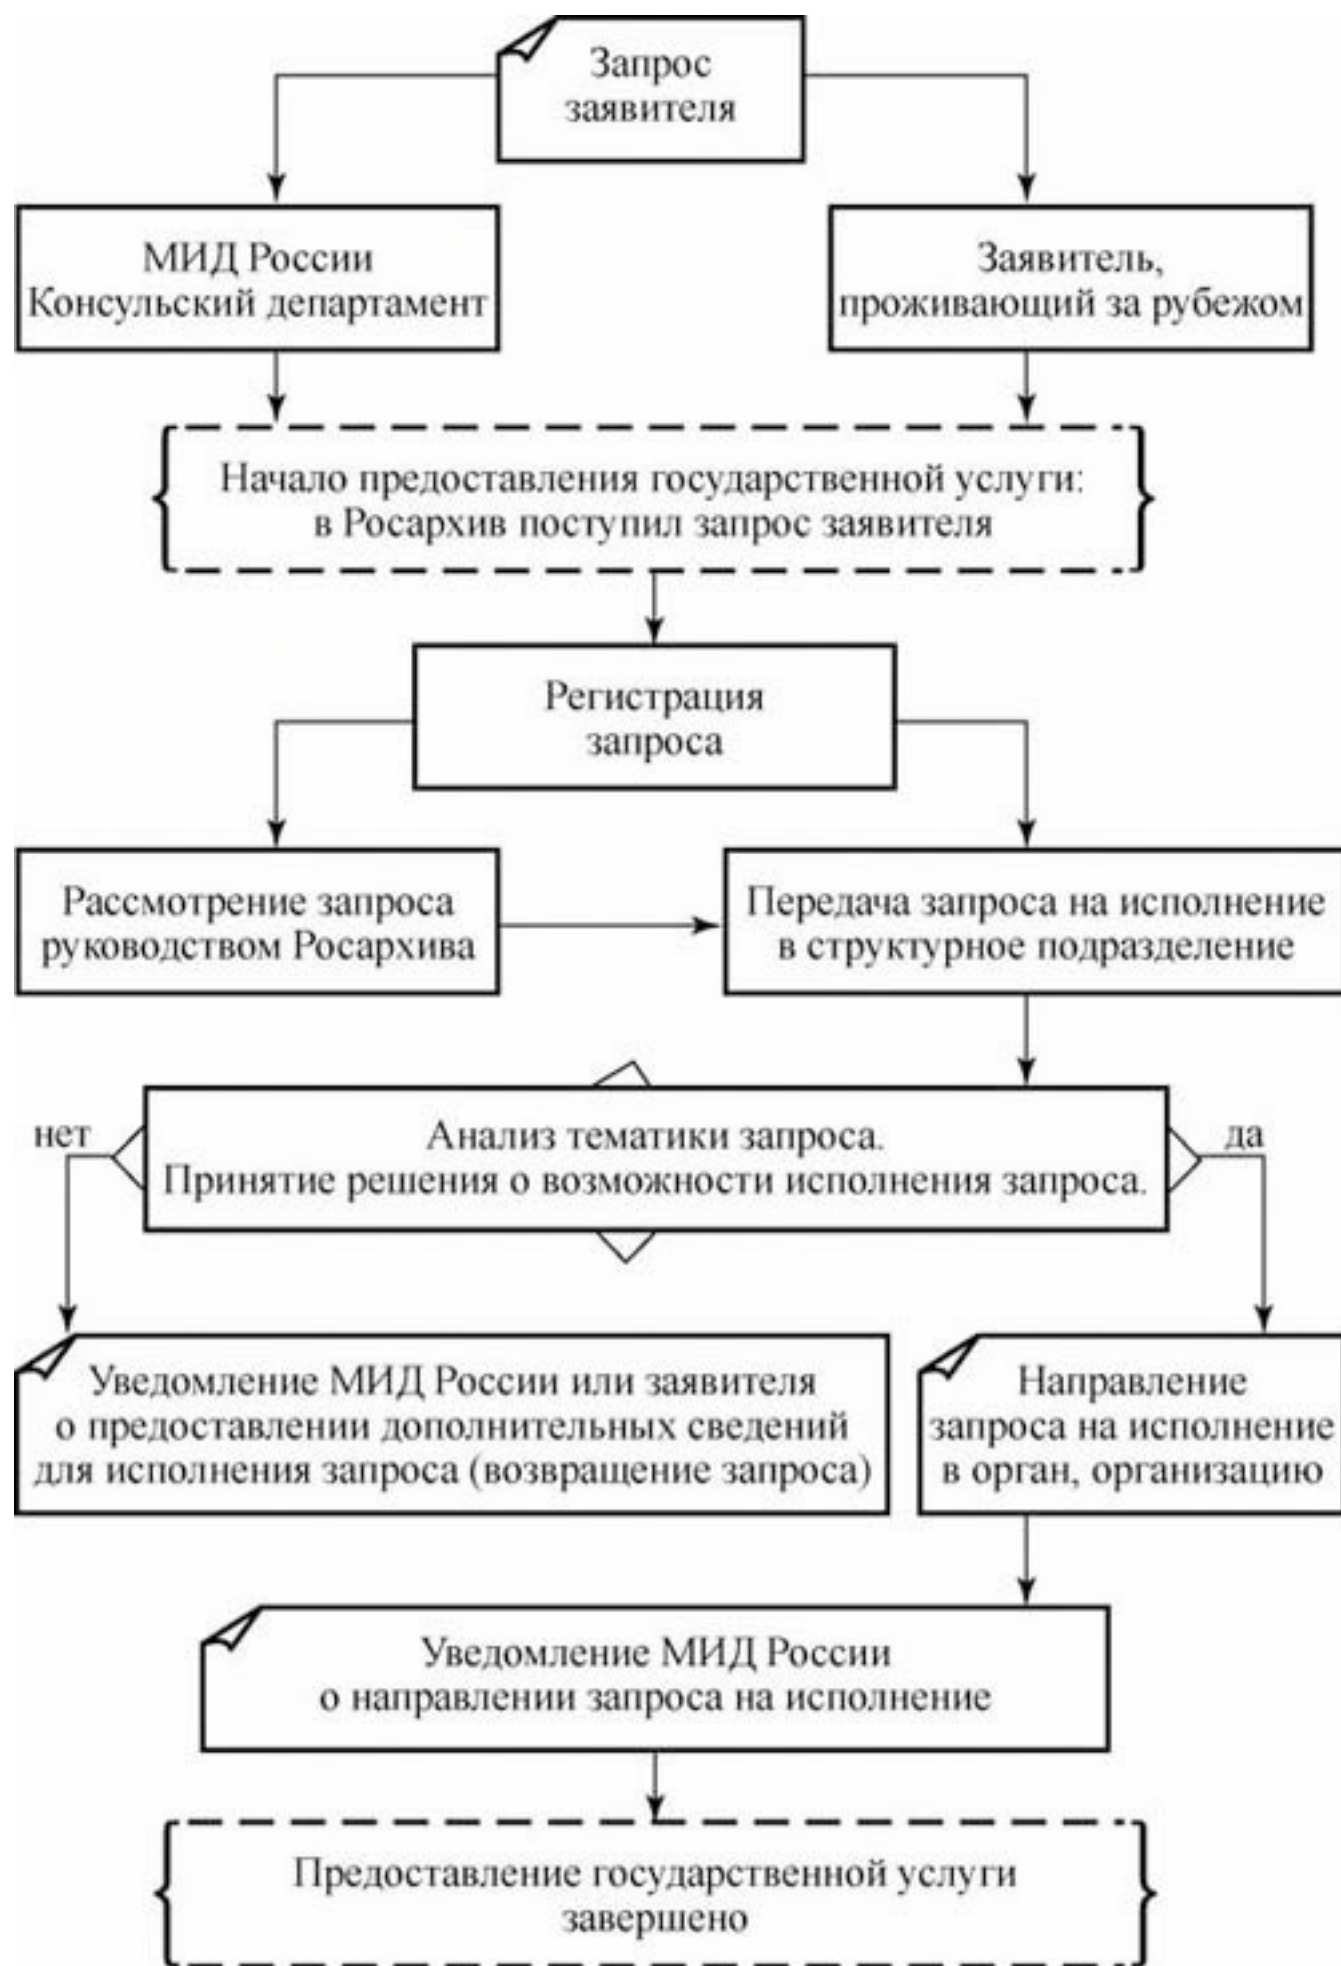 Запрос
заявителя
МИД России
Консульский департамент
Заявитель,
проживающий за рубежом
Начало предоставления государственной услуги:
в Росархив поступил запрос заявителя
Регистрация
запроса
Рассмотрение запроса
руководством Росархива
Передача запроса на исполнение
в структурное подразделение
нет
Анализ тематики запроса.
Принятие решения о возможности исполнения запроса.
да
Уведомление МИД России или заявителя
о предоставлении дополнительных сведений
для исполнения запроса (возвращение запроса)
Направление
запроса на исполнение
в орган, организацию
Уведомление МИД России
о направлении запроса на исполнение
Предоставление государственной услуги
завершено